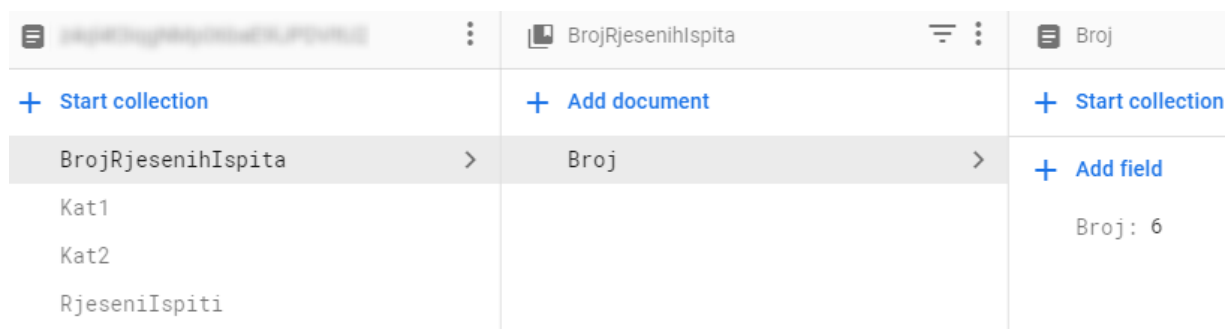 BrojRjesenihIspita
Broj
+ Start collection
+ Add document
+ Start collection
BrojRjesenihIspita
Broj
+ Add field
Kat1
Broj: 6
Kat2
RjeseniIspiti